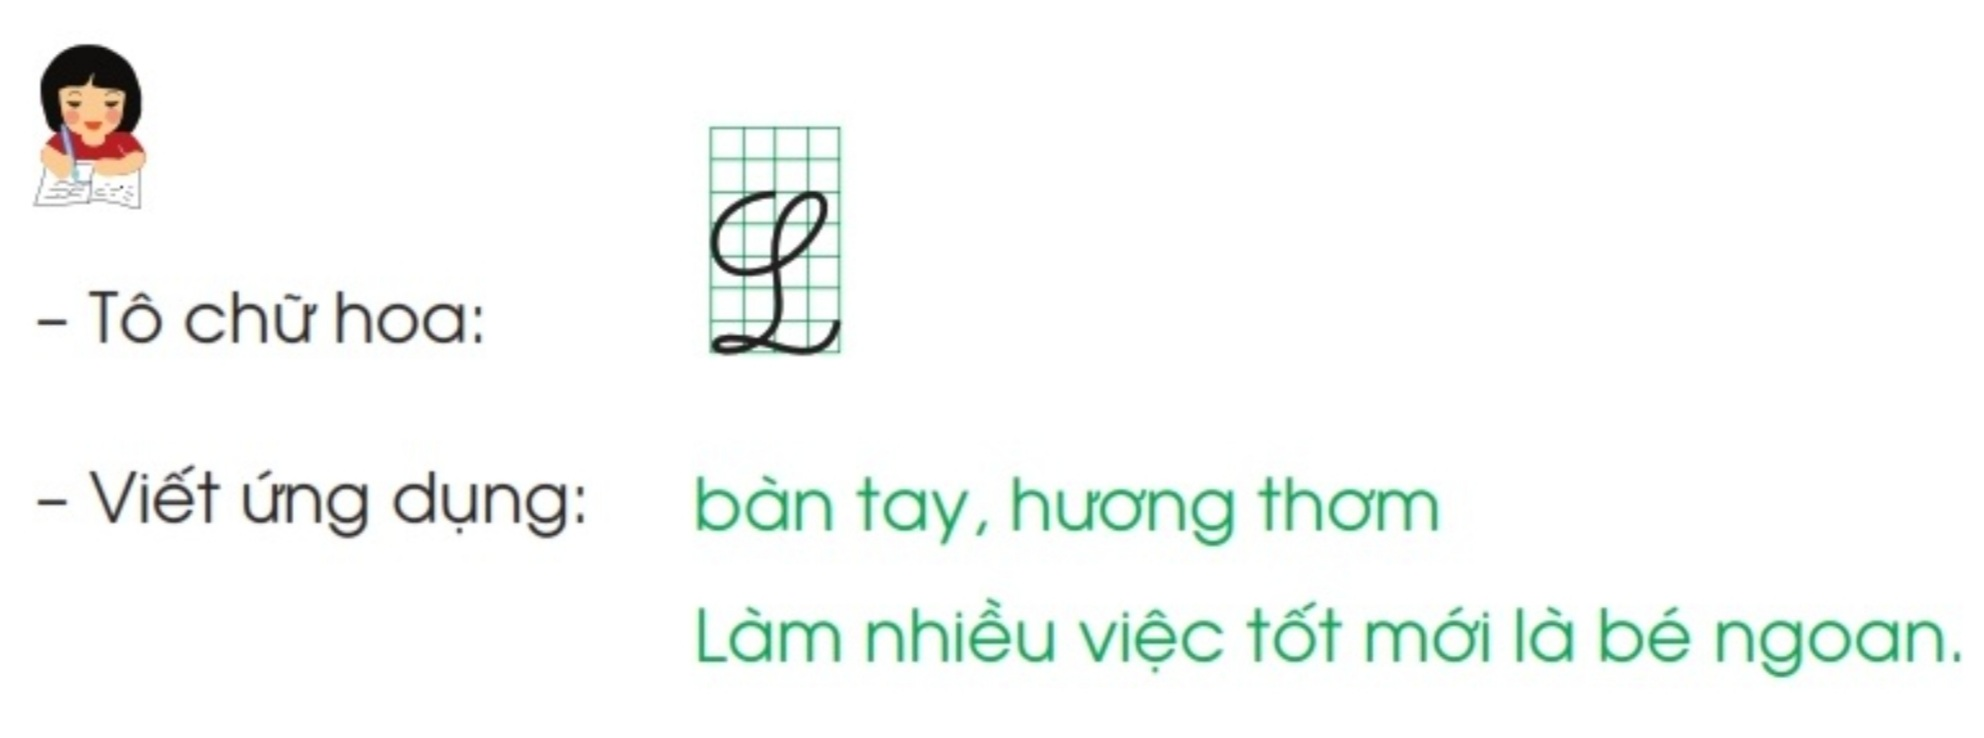 – Tô chữ hoa: L
– Viết ứng dụng: bàn tay, hương thơm
Làm nhiều việc tốt mới là bé ngoan.